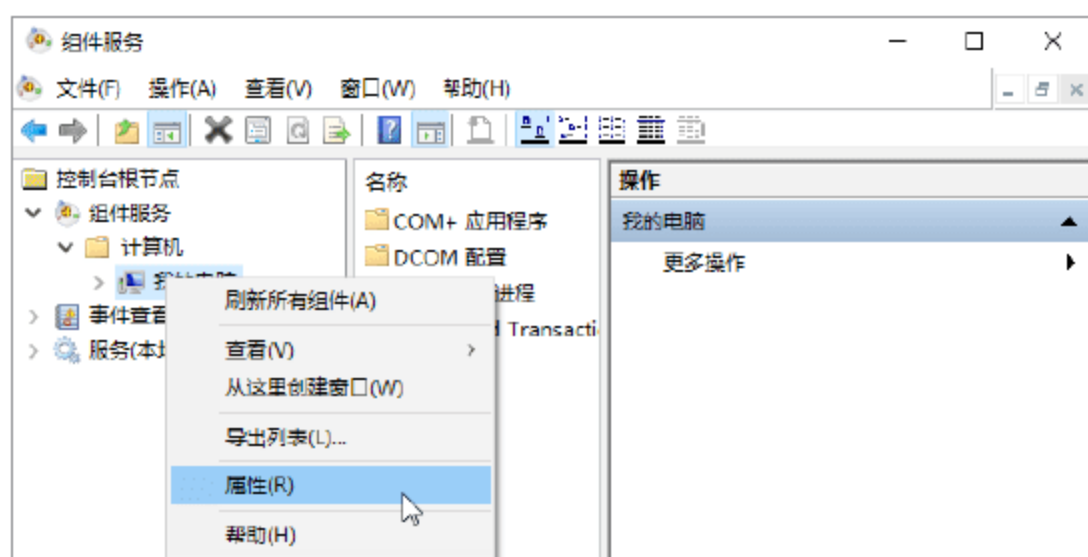 组件服务
文件(F) 操作(A) 查看(V) 窗口(W) 帮助(H)
控制台根节点
组件服务
计算机
我的电脑
事件查看
服务(本
刷新所有组件(A)
查看(V)
从这里创建窗口(W)
导出列表(L)...
属性(R)
帮助(H)
名称
COM+ 应用程序
DCOM 配置
进程
d Transacti
操作
我的电脑
更多操作